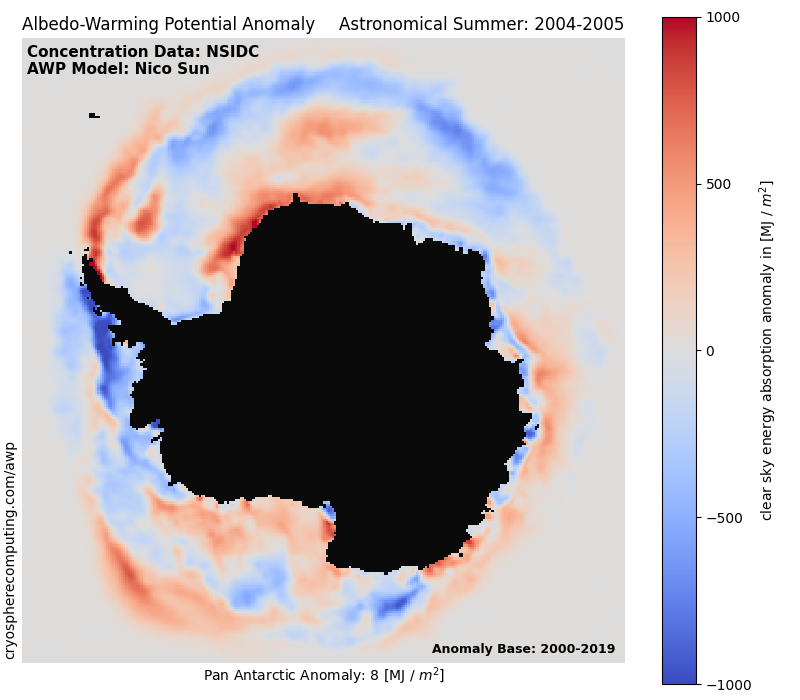 Albedo-Warming Potential Anomaly Astronomical Summer: 2004-2005
Concentration Data: NSIDC
AWP Model: Nico Sun
cryospherecomputing.com/awp
Anomaly Base: 2000-2019
Pan Antarctic Anomaly: 8 [MJ / m²]
1000
500
0
−500
−1000
clear sky energy absorption anomaly in [MJ / m²]